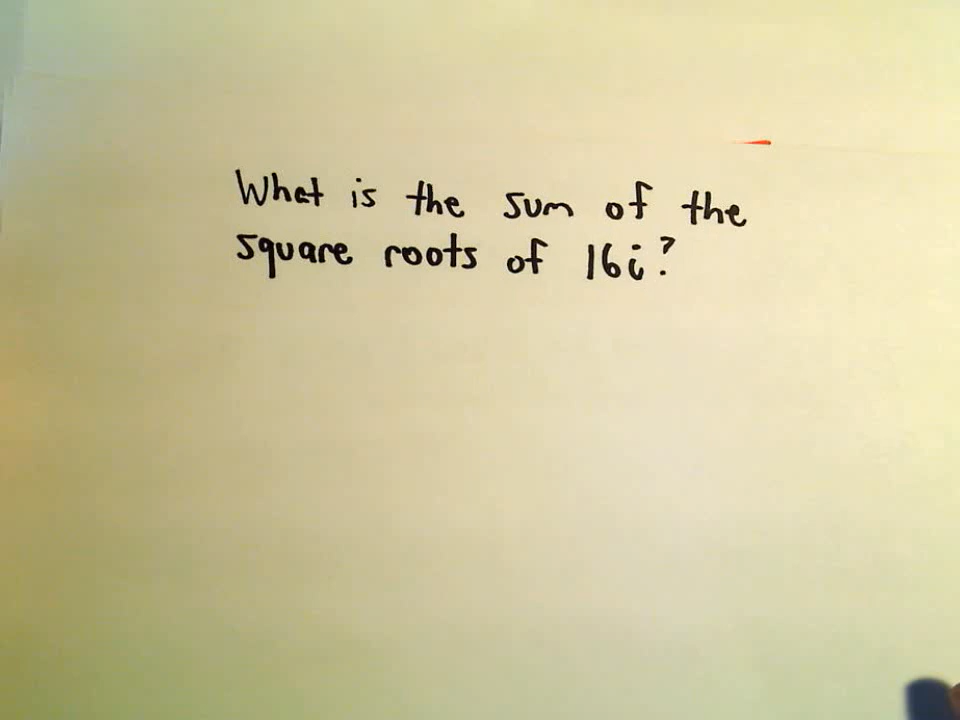 What is the sum of the
square roots of 16i?